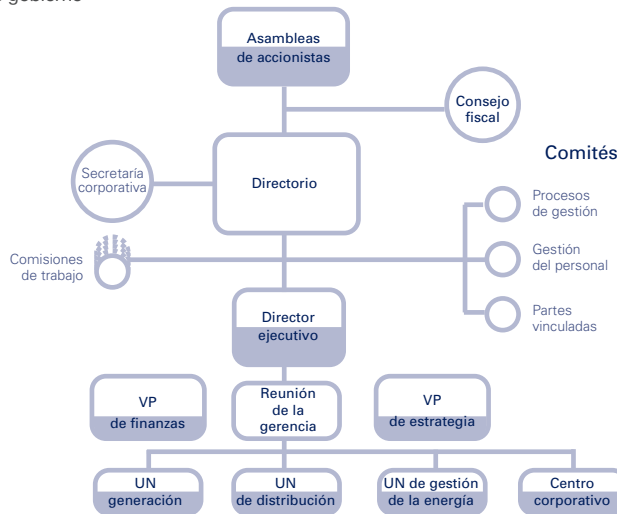 gobierno
Asambleas
de accionistas
Consejo
fiscal
Comités
Secretaría
corporativa
Directorio
Procesos
de gestión
Comisiones
de trabajo
Gestión
del personal
Partes
vinculadas
Director
ejecutivo
VP
de finanzas
Reunión
de la
gerencia
VP
de estrategia
UN
generación
UN
de distribución
UN de gestión
de la energía
Centro
corporativo